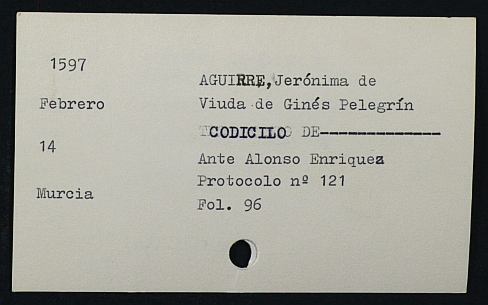 1597
AGUIRRE, Jerónima de
Febrero
Viuda de Ginés Pelegrín
CODICILO DE--------------
14
Ante Alonso Enriquez
Protocolo nº 121
Murcia
Fol. 96